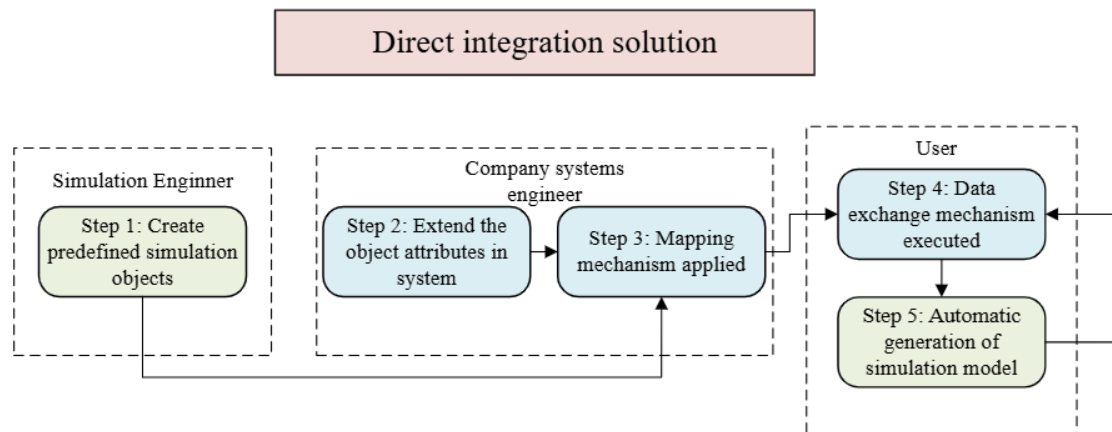 Direct integration solution
Simulation Enginner
Step 1: Create
predefined simulation
objects
Company systems
engineer
Step 2: Extend the
object attributes in
system
Step 3: Mapping
mechanism applied
User
Step 4: Data
exchange mechanism
executed
Step 5: Automatic
generation of
simulation model